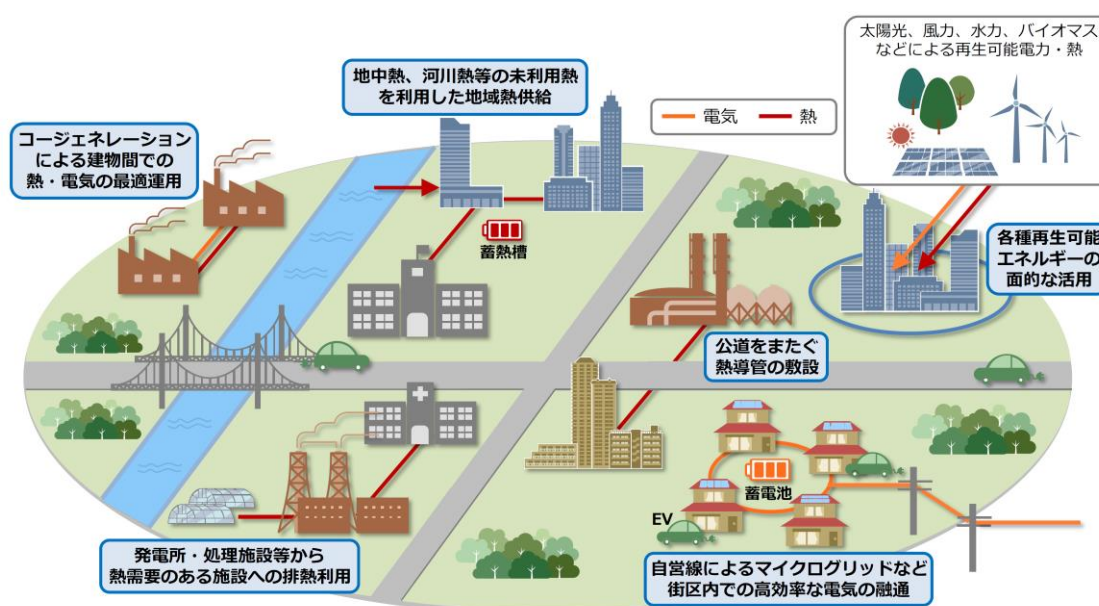 太陽光、風力、水力、バイオマス
などによる再生可能電力・熱
地中熱、河川熱等の未利用熱
を利用した地域熱供給
電気
熱
コージェネレーション
による建物間での
熱・電気の最適運用
蓄熱槽
各種再生可能
エネルギーの
面的な活用
公道をまたぐ
熱導管の敷設
蓄電池
EV
発電所・処理施設等から
熱需要のある施設への排熱利用
自営線によるマイクログリッドなど
街区内での高効率な電気の融通